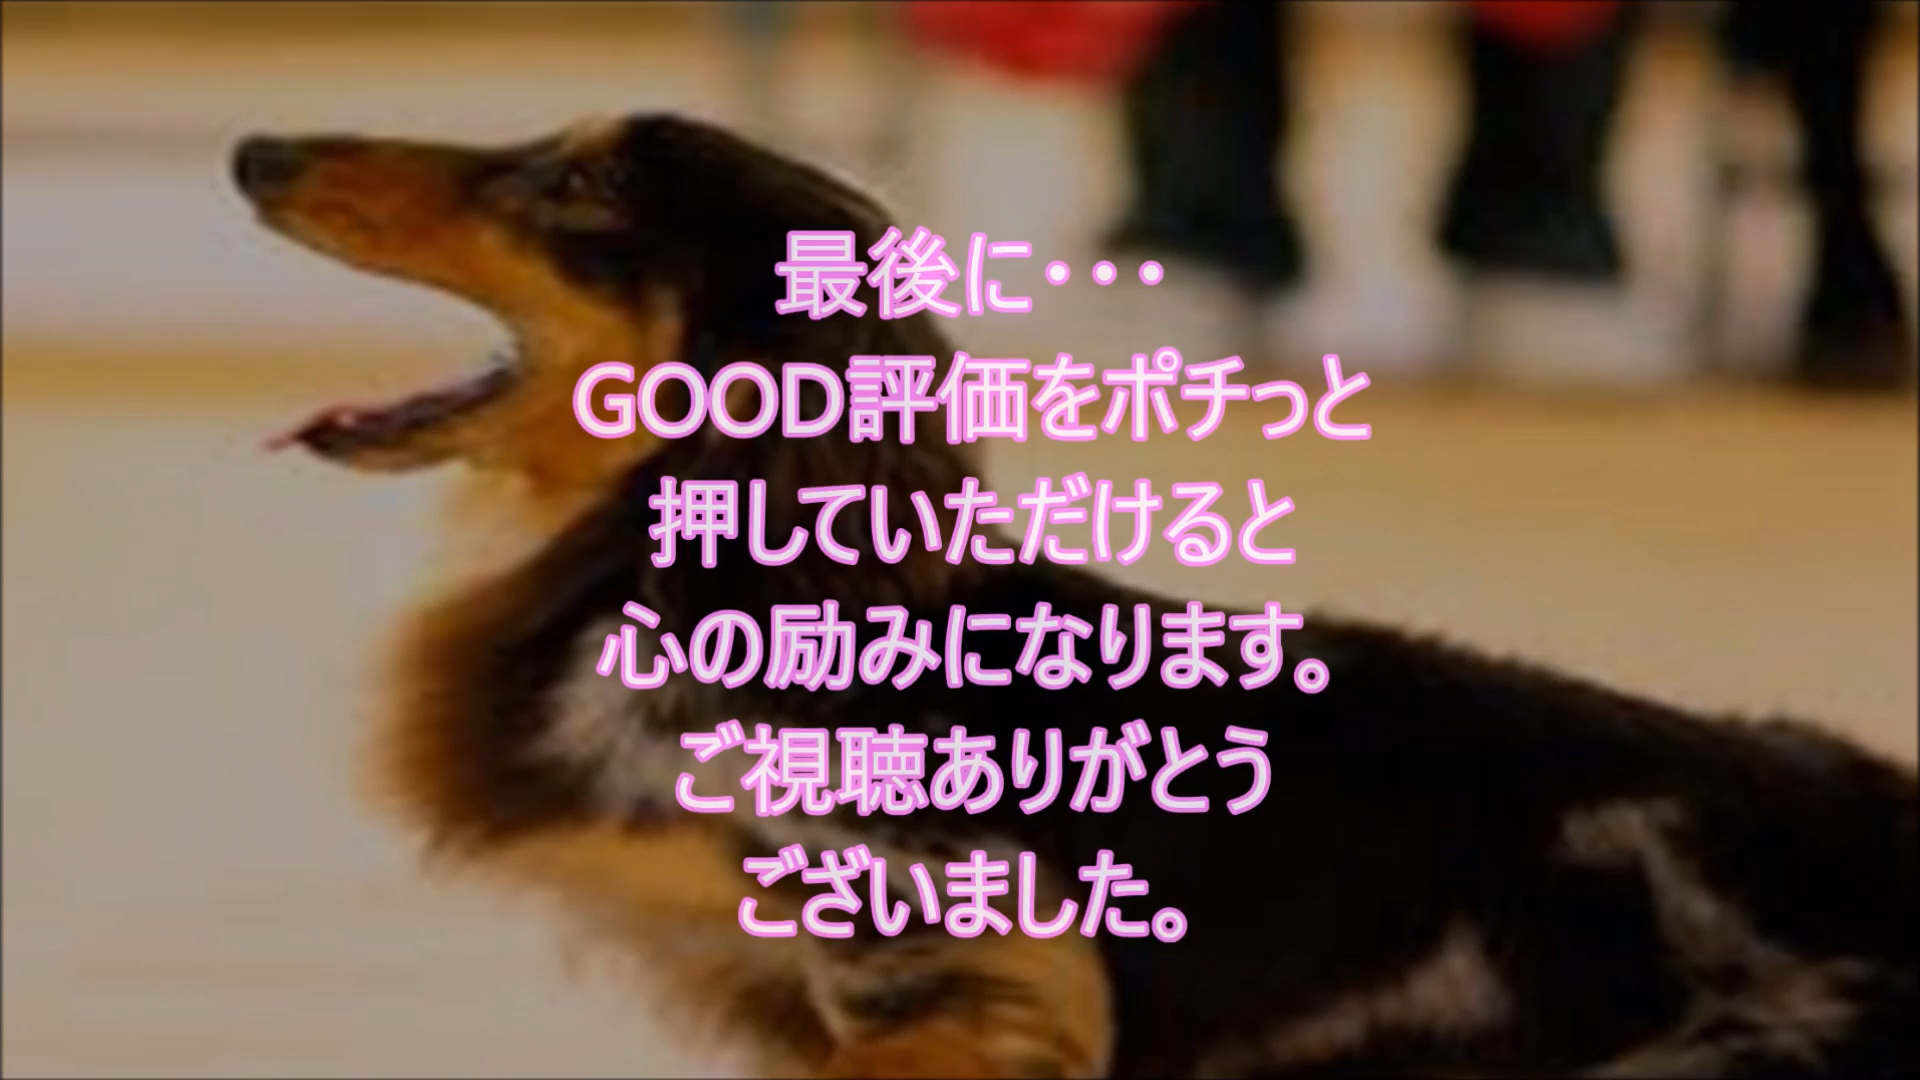 最後に・・・
GOOD評価をポチっと
押していただけると
心の励みになります。
ご視聴ありがとう
ございました。